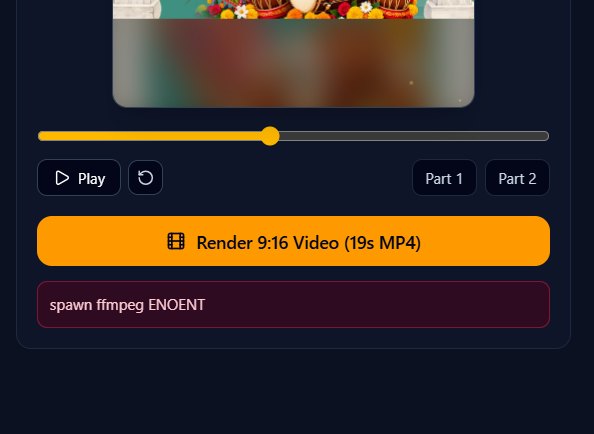 Play
Part 1
Part 2
Render 9:16 Video (19s MP4)
spawn ffmpeg ENOENT